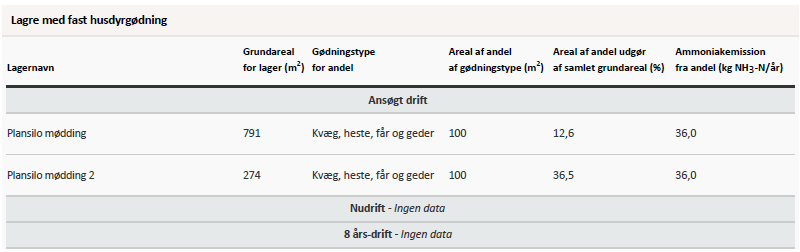 Lagre med fast husdyrgødning
Lagernavn Grundareal for lager (m²) Gødningstype for andel Areal af andel af gødningstype (m²) Areal af andel udgør af samlet grundareal (%) Ammoniakemission fra andel (kg NH3-N/år)
Ansøgt drift
Plansilo mødding 791 Kvæg, heste, får og geder 100 12,6 36,0
Plansilo mødding 2 274 Kvæg, heste, får og geder 100 36,5 36,0
Nudrift - Ingen data
8 års-drift - Ingen data